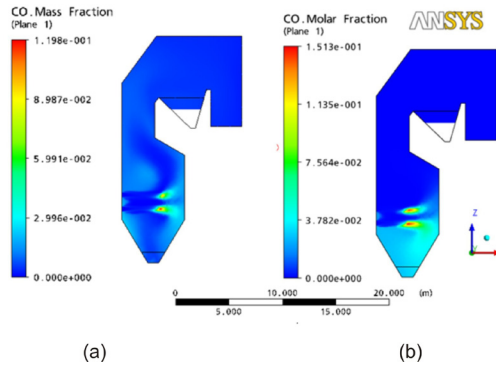 CO.Mass Fraction
(Plane 1)
1.198e-001
8.987e-002
5.991e-002
2.996e-002
0.000e+000
CO.Molar Fraction
(Plane 1)
1.513e-001
1.135e-001
7.564e-002
3.782e-002
0.000e+000
ANSYS
Z
0 10.000 20.000 (m)
5.000 15.000
(a) (b)